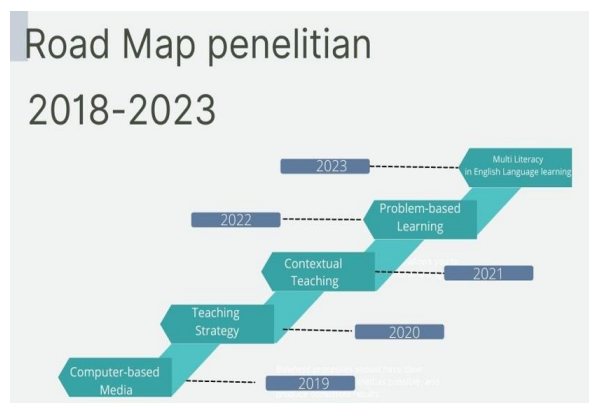 Road Map penelitian
2018-2023
2023
Multi Literacy
in English Language learning
2022
Problem-based
Learning
Contextual
Teaching
2021
Teaching
Strategy
2020
Computer-based
Media
2019